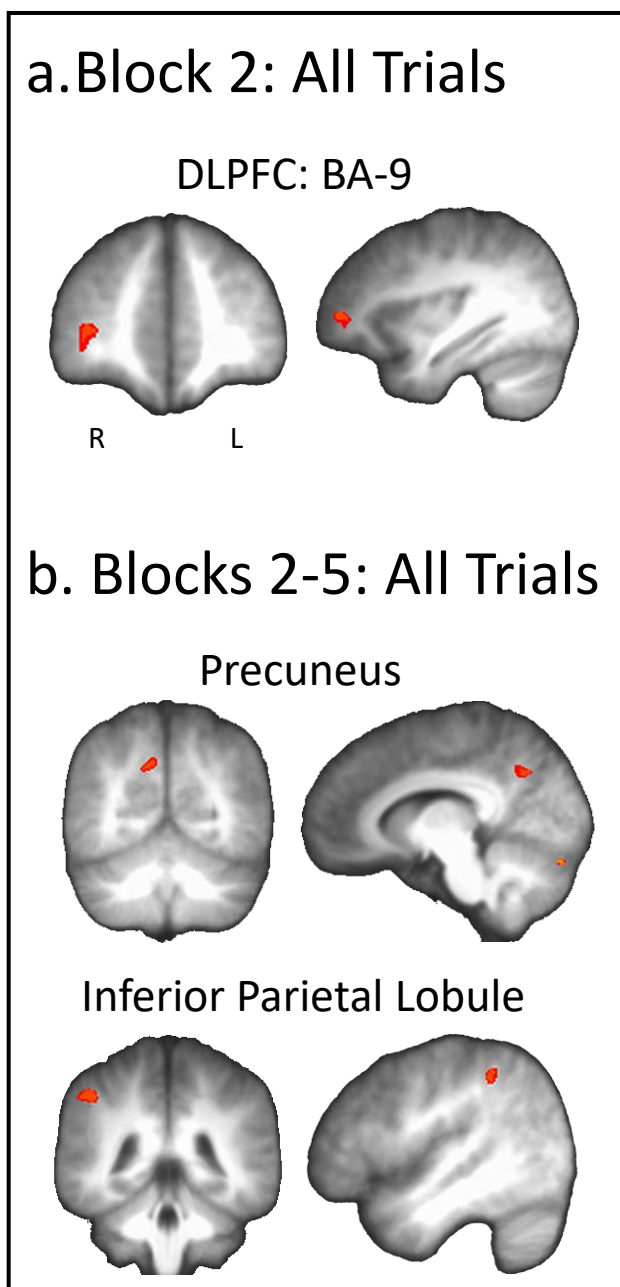 a.Block 2: All Trials
DLPFC: BA-9
R L
b. Blocks 2-5: All Trials
Precuneus
Inferior Parietal Lobule